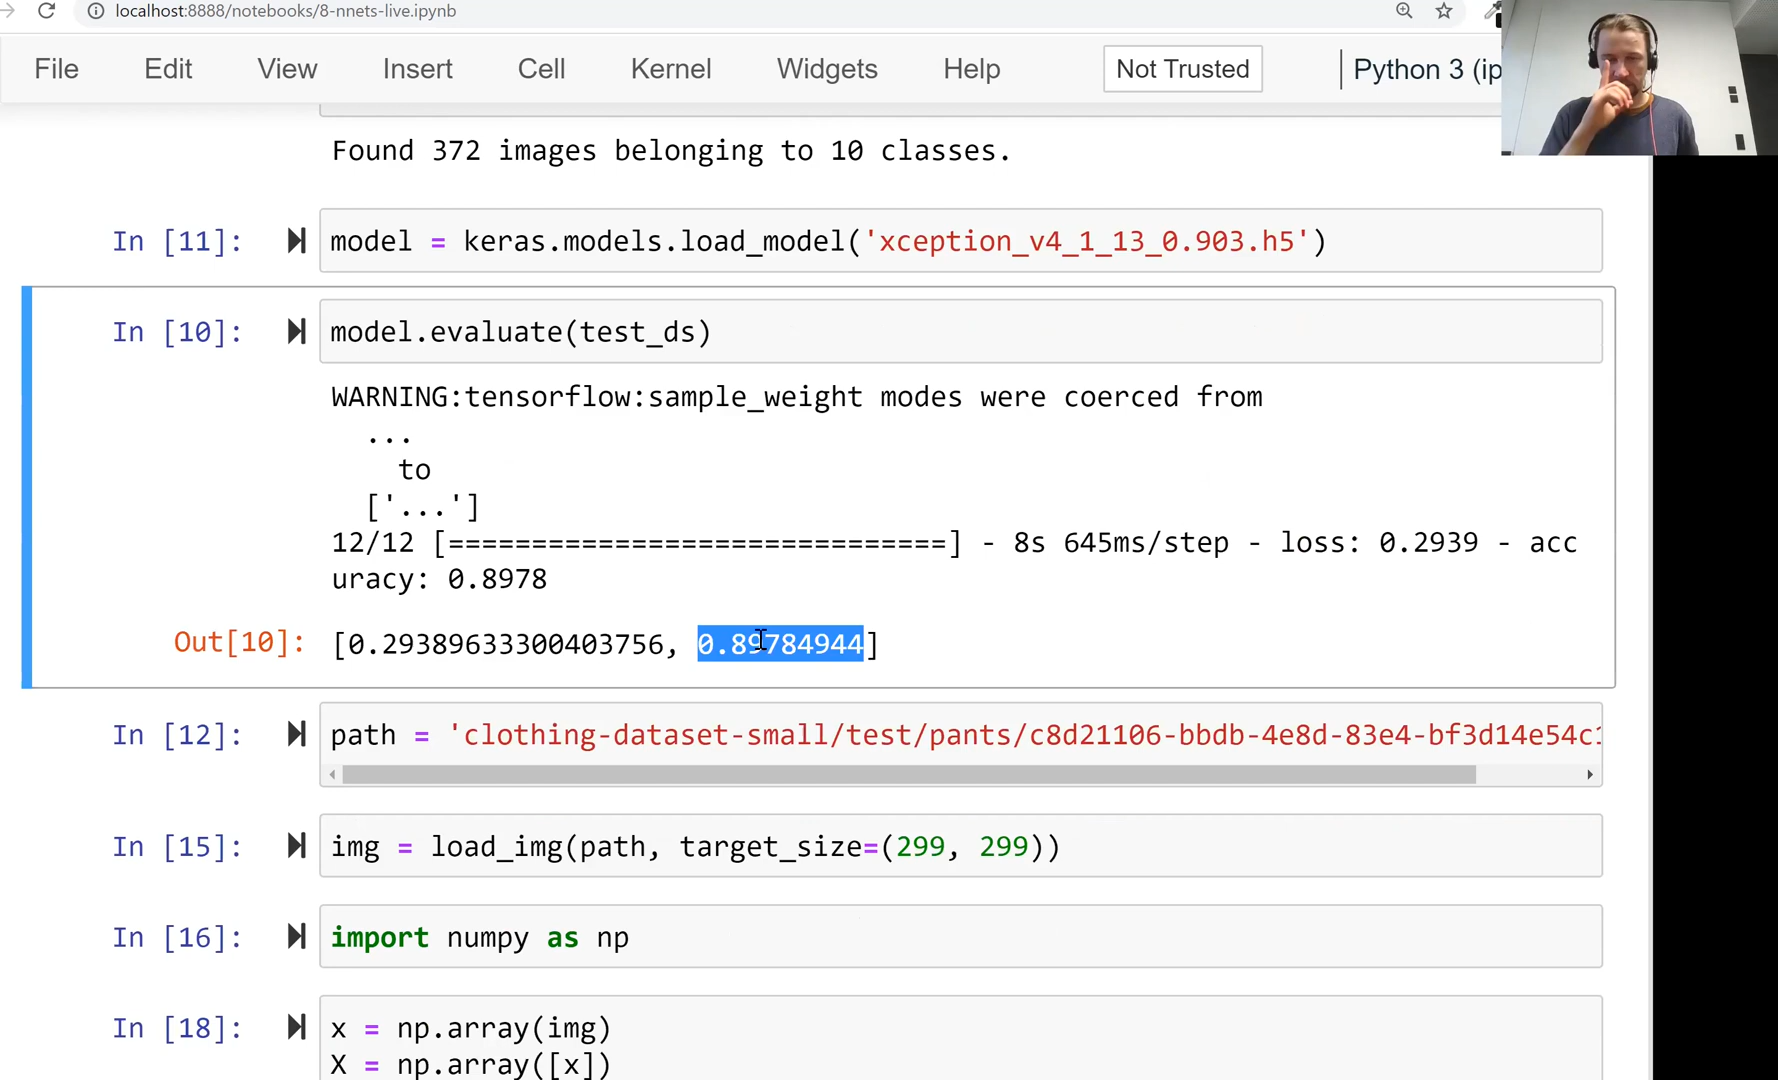 localhost:8888/notebooks/8-nnets-live.ipynb
File Edit View Insert Cell Kernel Widgets Help Not Trusted Python 3 (ip
Found 372 images belonging to 10 classes.
In [11]: model = keras.models.load_model('xception_v4_1_13_0.903.h5')
In [10]: model.evaluate(test_ds)
WARNING:tensorflow:sample_weight modes were coerced from
...
to
['...']
12/12 [==============================] - 8s 645ms/step - loss: 0.2939 - acc
uracy: 0.8978
Out[10]: [0.29389633300403756, 0.89784944]
In [12]: path = 'clothing-dataset-small/test/pants/c8d21106-bbdb-4e8d-83e4-bf3d14e54c
In [15]: img = load_img(path, target_size=(299, 299))
In [16]: import numpy as np
In [18]: x = np.array(img)
X = np.array([x])